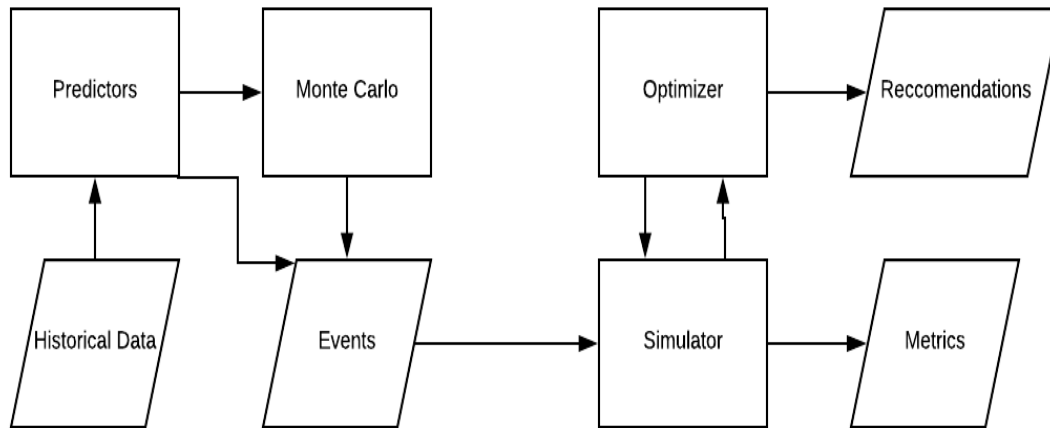 Predictors
Monte Carlo
Optimizer
Reccomendations
Historical Data
Events
Simulator
Metrics